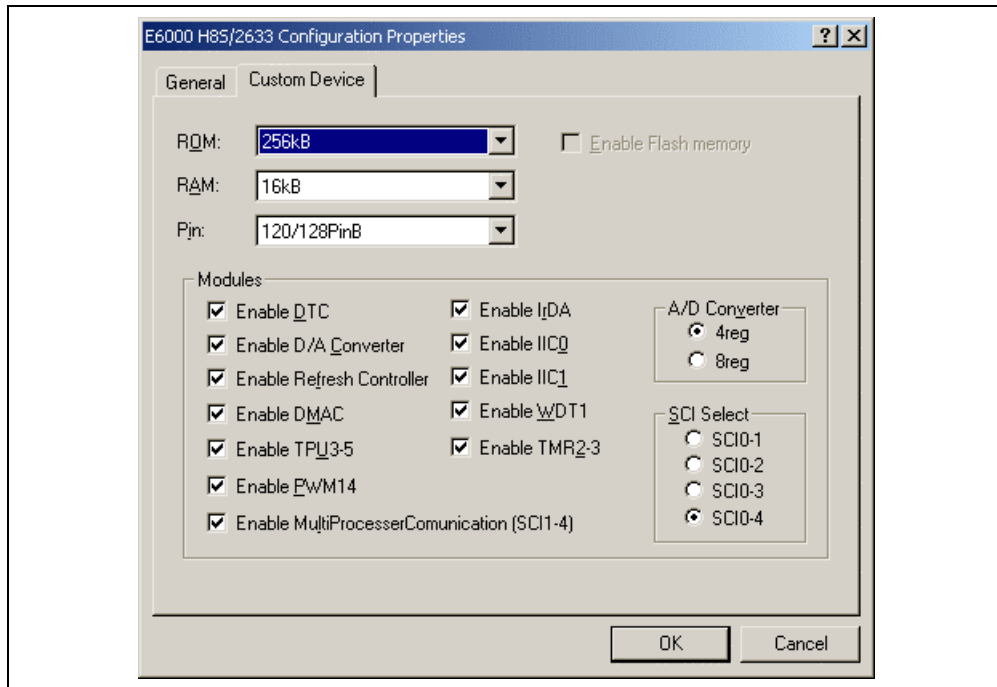 E6000 H8S/2633 Configuration Properties
General
Custom Device
ROM:
256kB
Enable Flash memory
RAM:
16kB
Pin:
120/128PinB
Modules
Enable DTC
Enable IrDA
Enable D/A Converter
Enable IIC0
Enable Refresh Controller
Enable IIC1
Enable DMAC
Enable WDT1
Enable TPU3-5
Enable TMR2-3
Enable PWM14
Enable MultiProcesserComunication (SCI1-4)
A/D Converter
4reg
8reg
SCI Select
SCI0-1
SCI0-2
SCI0-3
SCI0-4
OK
Cancel